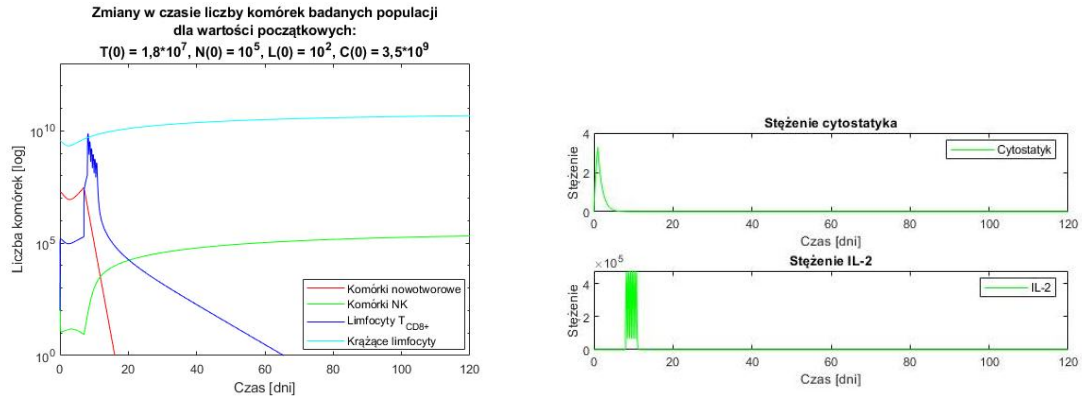 Zmiany w czasie liczby komórek badanych populacji
dla wartości początkowych:
T(0) = 1,8*10^7, N(0) = 10^5, L(0) = 10^2, C(0) = 3,5*10^9
Liczba komórek [log]
10^10
10^5
10^0
0 20 40 60 80 100 120
Czas [dni]
Komórki nowotworowe
Komórki NK
Limfocyty T_CD8+
Krążące limfocyty
Stężenie cytostatyka
Stężenie
4
2
0
0 20 40 60 80 100 120
Czas [dni]
Cytostatyk
Stężenie IL-2
×10^5
Stężenie
4
2
0
0 20 40 60 80 100 120
Czas [dni]
IL-2